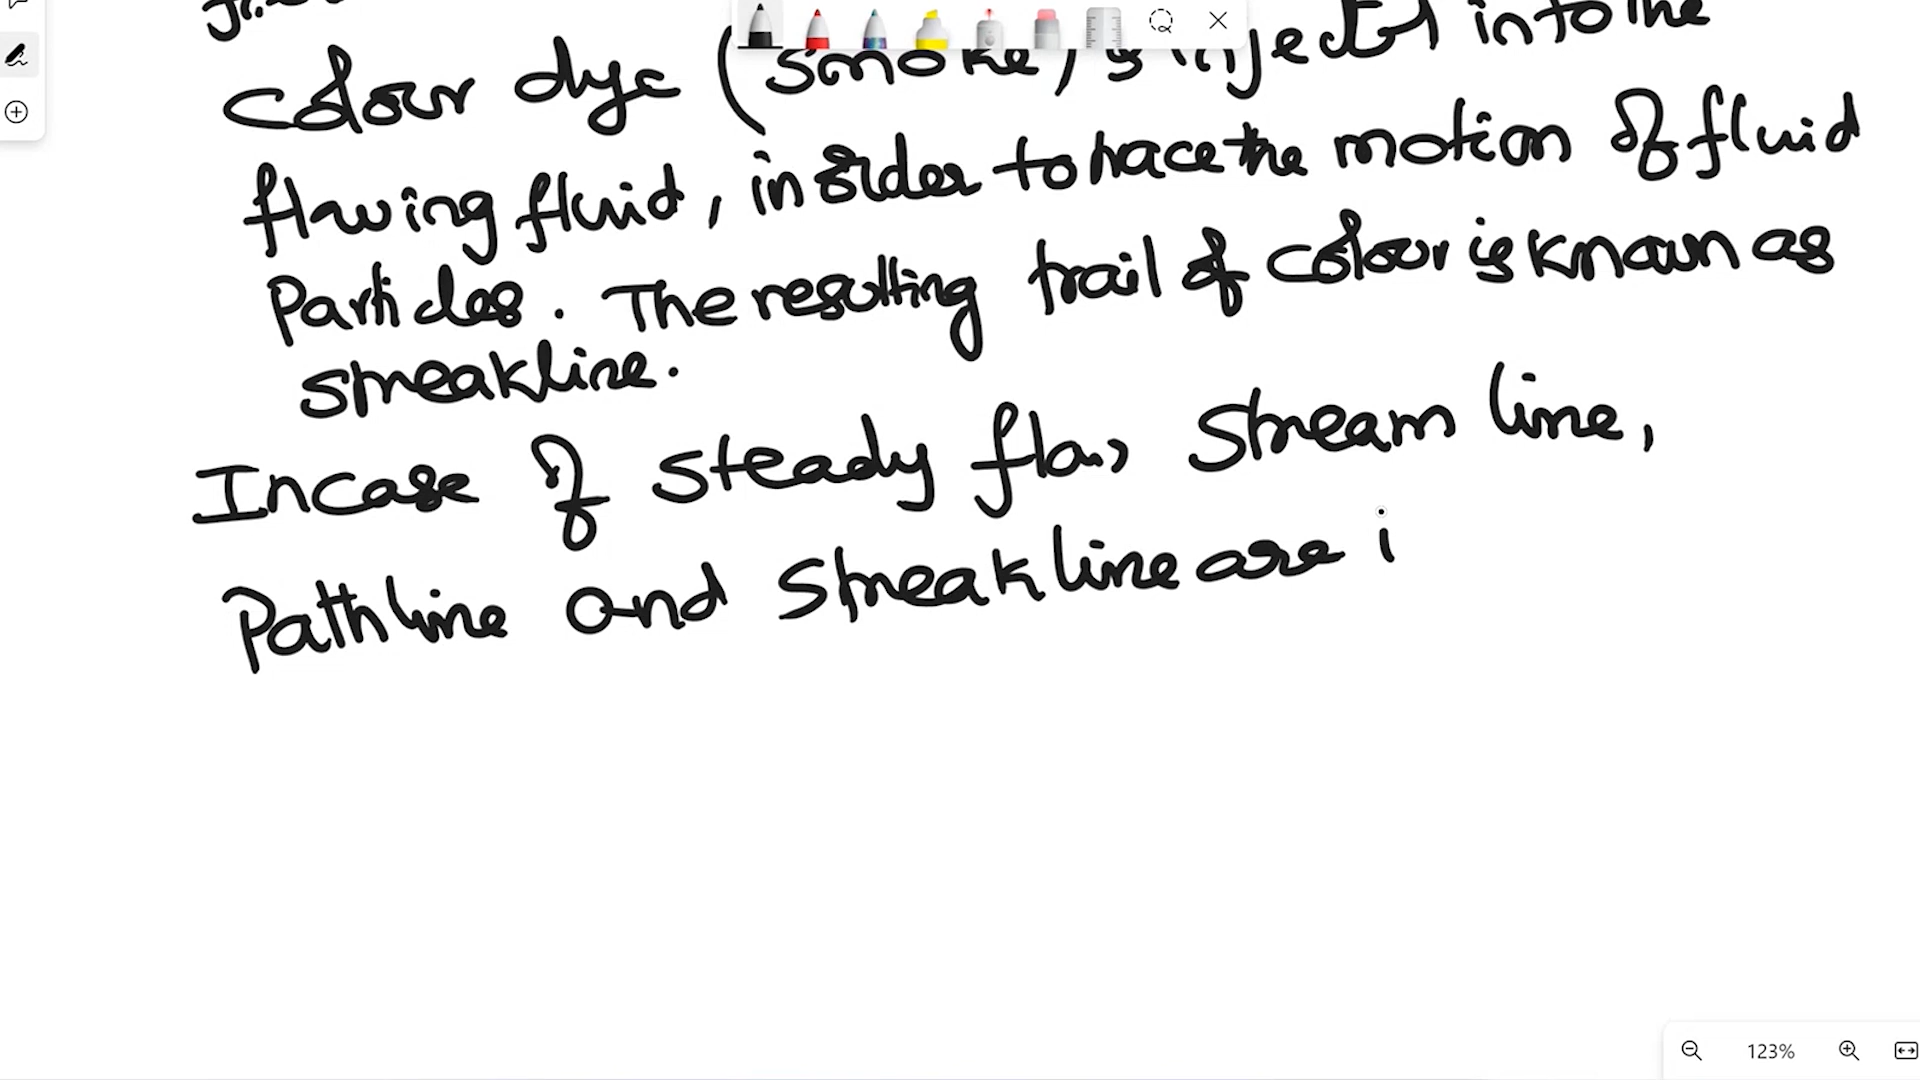 colour dye (smoke) is injected into the
flowing fluid, in order to trace the motion of fluid
Particles. The resulting trail of colour is known as
streakline.
Incase of steady flow stream line,
Pathline and streakline are i
123%